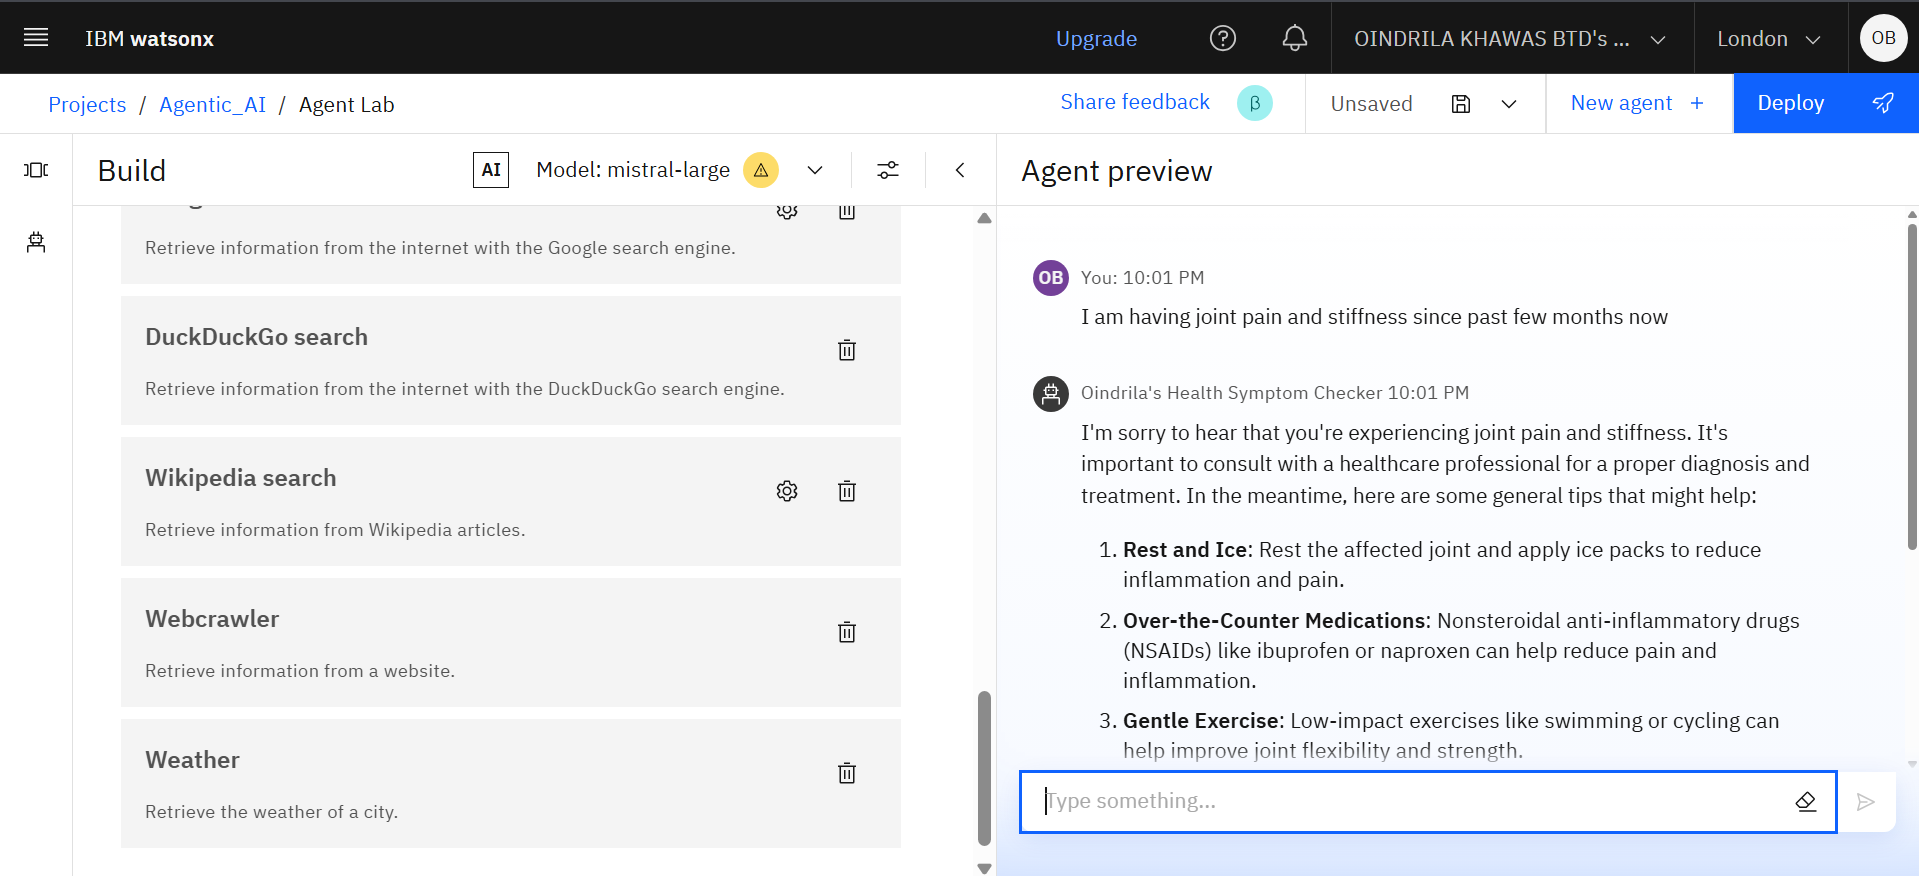 IBM watsonx
Upgrade
OINDRILA KHAWAS BTD's ...
London
OB
Projects / Agentic_AI / Agent Lab
Share feedback
β
Unsaved
New agent +
Deploy
Build
AI
Model: mistral-large
Agent preview
Retrieve information from the internet with the Google search engine.
DuckDuckGo search
Retrieve information from the internet with the DuckDuckGo search engine.
Wikipedia search
Retrieve information from Wikipedia articles.
Webcrawler
Retrieve information from a website.
Weather
Retrieve the weather of a city.
OB
You: 10:01 PM
I am having joint pain and stiffness since past few months now
Oindrila's Health Symptom Checker 10:01 PM
I'm sorry to hear that you're experiencing joint pain and stiffness. It's
important to consult with a healthcare professional for a proper diagnosis and
treatment. In the meantime, here are some general tips that might help:
1. Rest and Ice: Rest the affected joint and apply ice packs to reduce
inflammation and pain.
2. Over-the-Counter Medications: Nonsteroidal anti-inflammatory drugs
(NSAIDs) like ibuprofen or naproxen can help reduce pain and
inflammation.
3. Gentle Exercise: Low-impact exercises like swimming or cycling can
help improve joint flexibility and strength.
Type something...